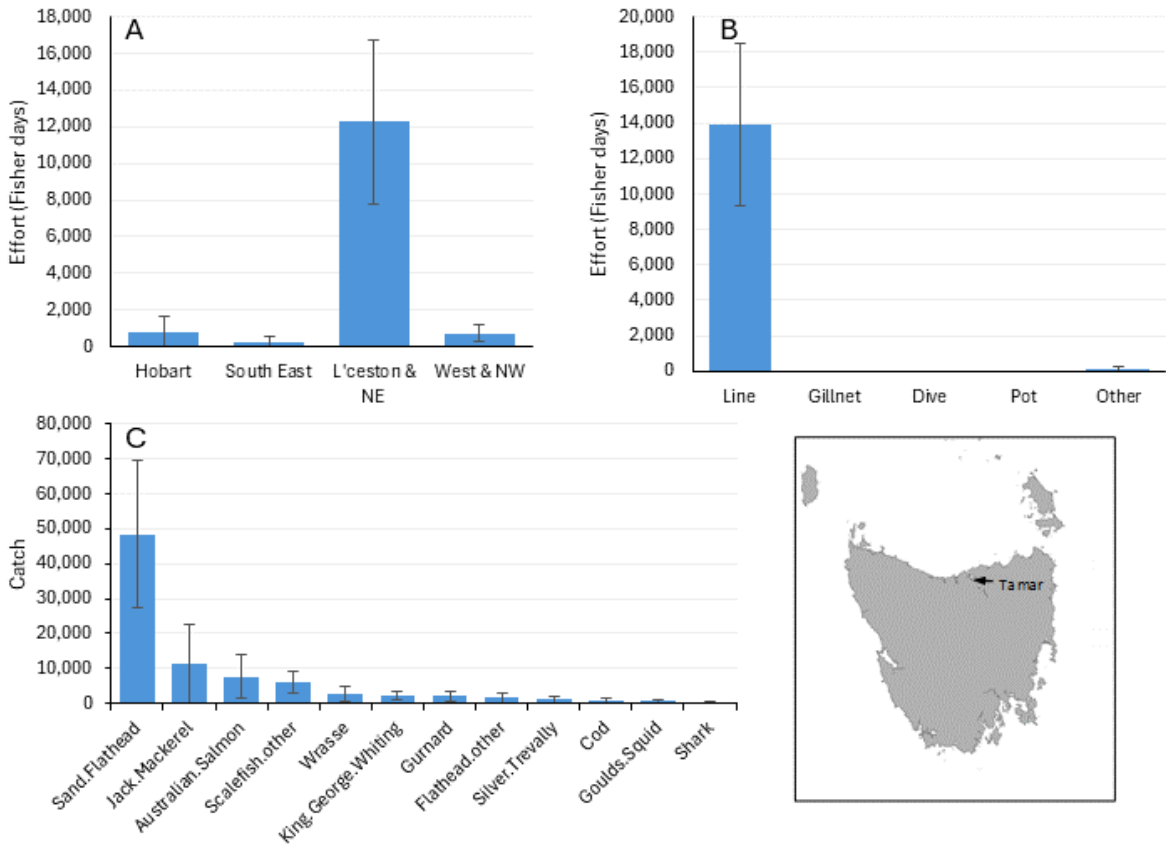 A
18,000
16,000
14,000
12,000
10,000
8,000
6,000
4,000
2,000
0
Effort (Fisher days)
Hobart
South East
L'ceston &
NE
West & NW
B
20,000
18,000
16,000
14,000
12,000
10,000
8,000
6,000
4,000
2,000
0
Effort (Fisher days)
Line
Gillnet
Dive
Pot
Other
C
80,000
70,000
60,000
50,000
40,000
30,000
20,000
10,000
0
Catch
Sand.Flathead
Jack.Mackerel
Australian.Salmon
Scalefish.other
Wrasse
King.George.Whiting
Gurnard
Flathead.other
Silver.Trevally
Cod
Goulds.Squid
Shark
Tamar